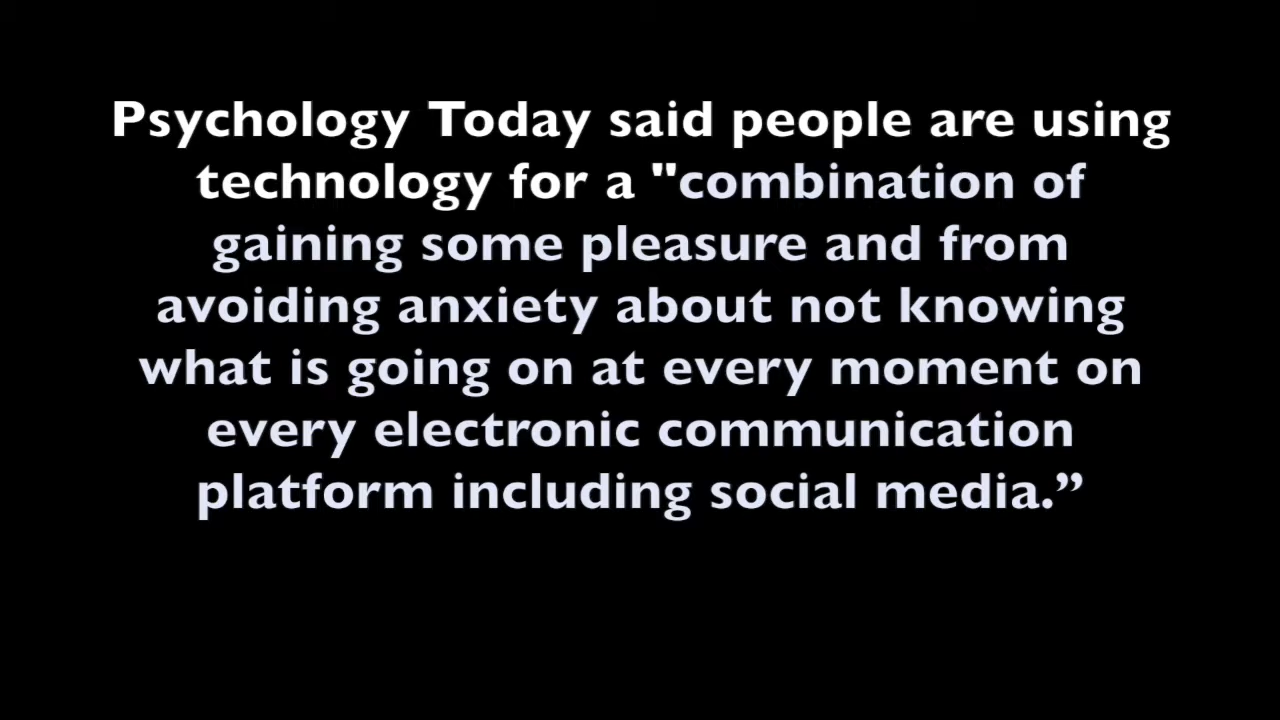 Psychology Today said people are using
technology for a "combination of
gaining some pleasure and from
avoiding anxiety about not knowing
what is going on at every moment on
every electronic communication
platform including social media.”